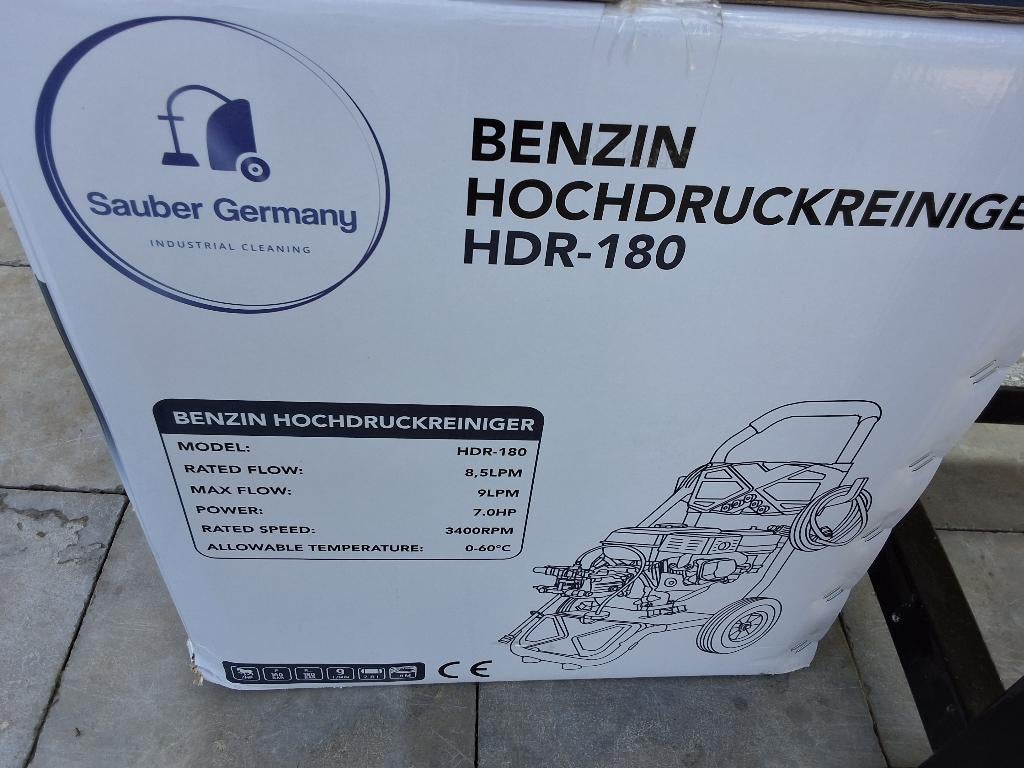 Sauber Germany
INDUSTRIAL CLEANING
BENZIN
HOCHDRUCKREINIGE
HDR-180
BENZIN HOCHDRUCKREINIGER
MODEL: HDR-180
RATED FLOW: 8,5LPM
MAX FLOW: 9LPM
POWER: 7.0HP
RATED SPEED: 3400RPM
ALLOWABLE TEMPERATURE: 0-60°C
9
CE